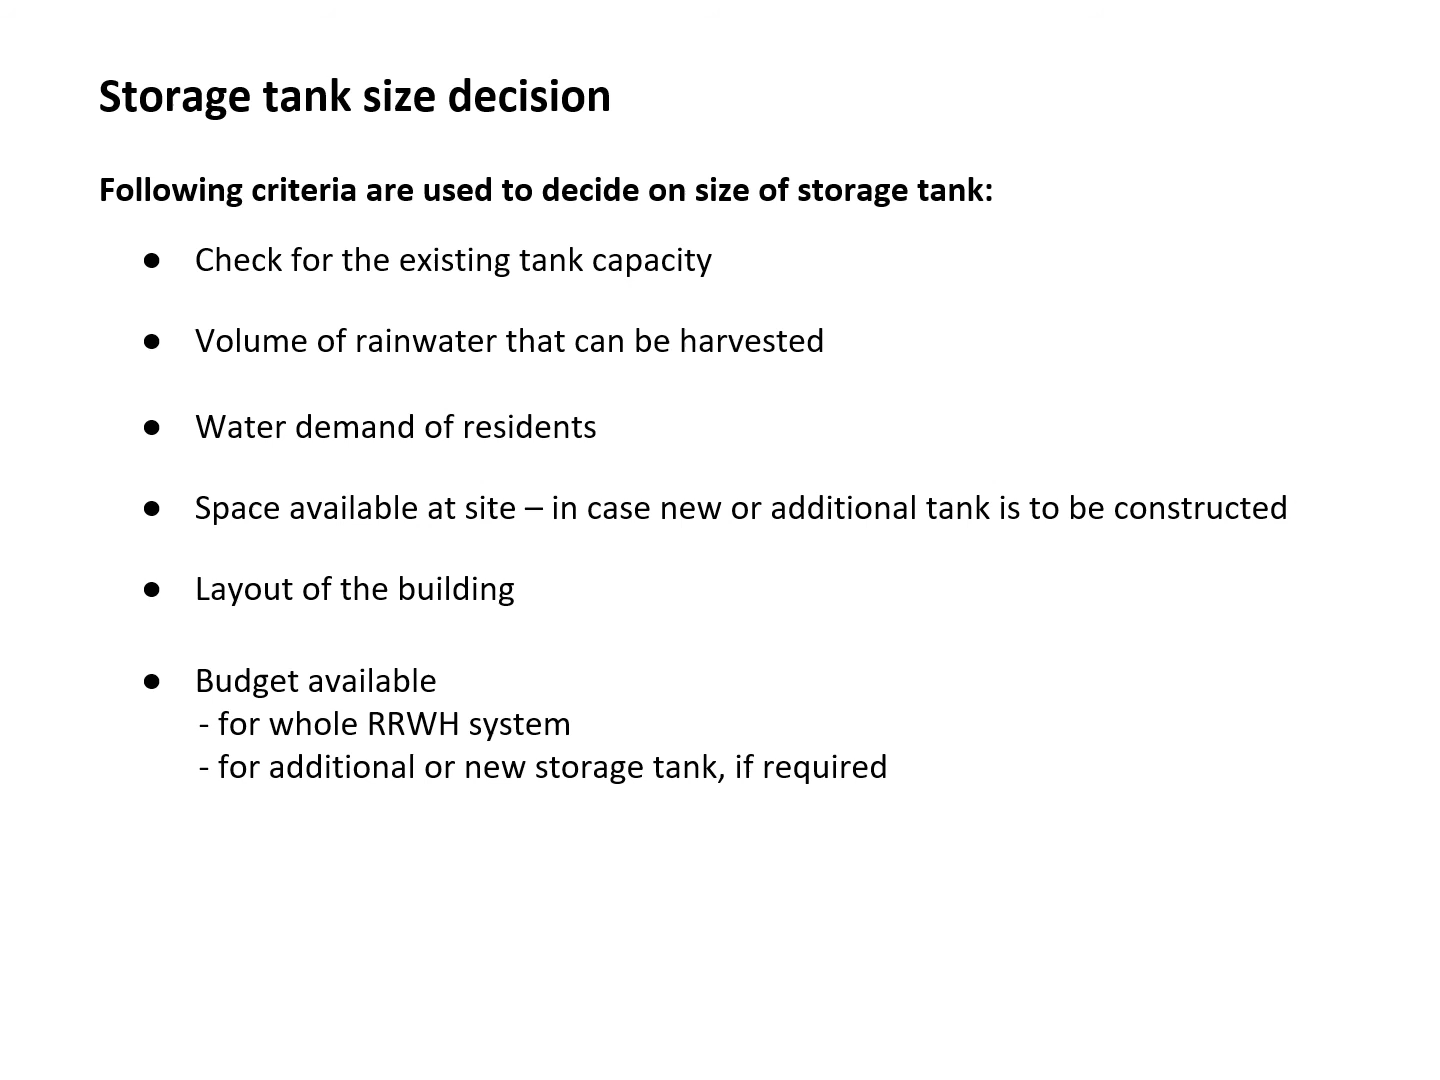 Storage tank size decision
Following criteria are used to decide on size of storage tank:
● Check for the existing tank capacity
● Volume of rainwater that can be harvested
● Water demand of residents
● Space available at site – in case new or additional tank is to be constructed
● Layout of the building
● Budget available
- for whole RRWH system
- for additional or new storage tank, if required